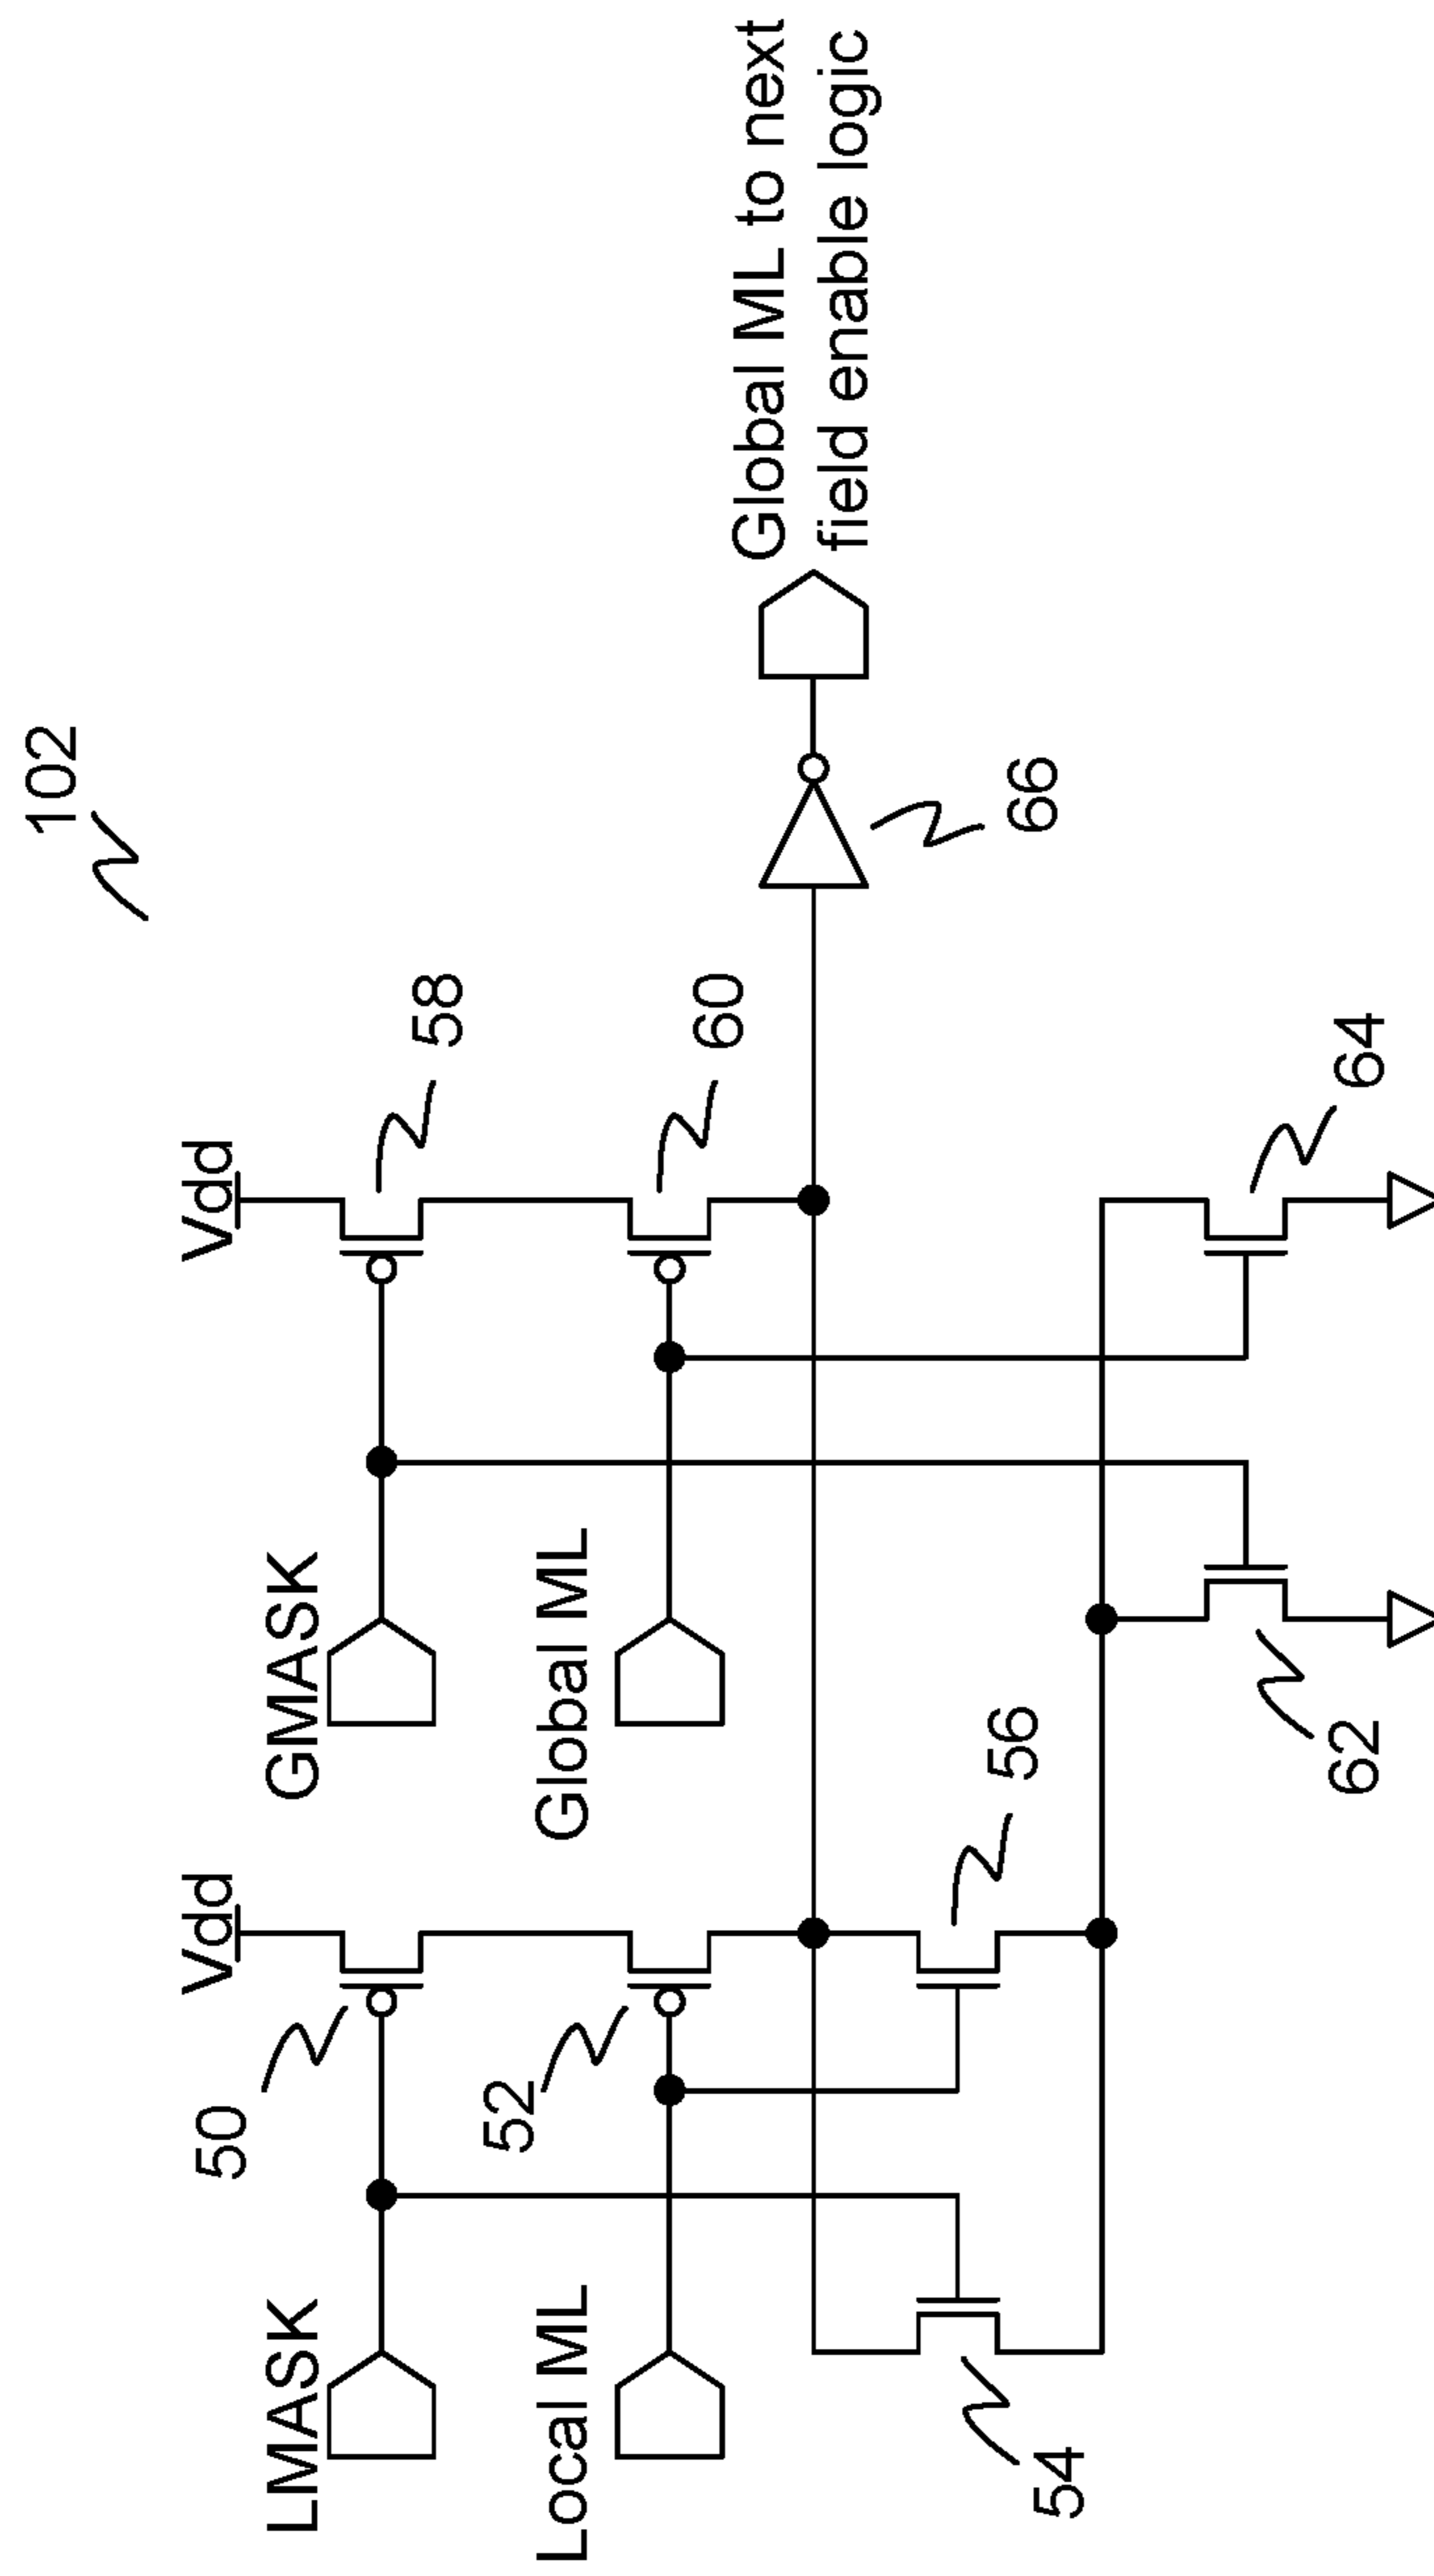 102
Vdd
Vdd
50
58
LMASK
GMASK
52
60
Local ML
Global ML
Global ML to next
field enable logic
66
56
54
62
64